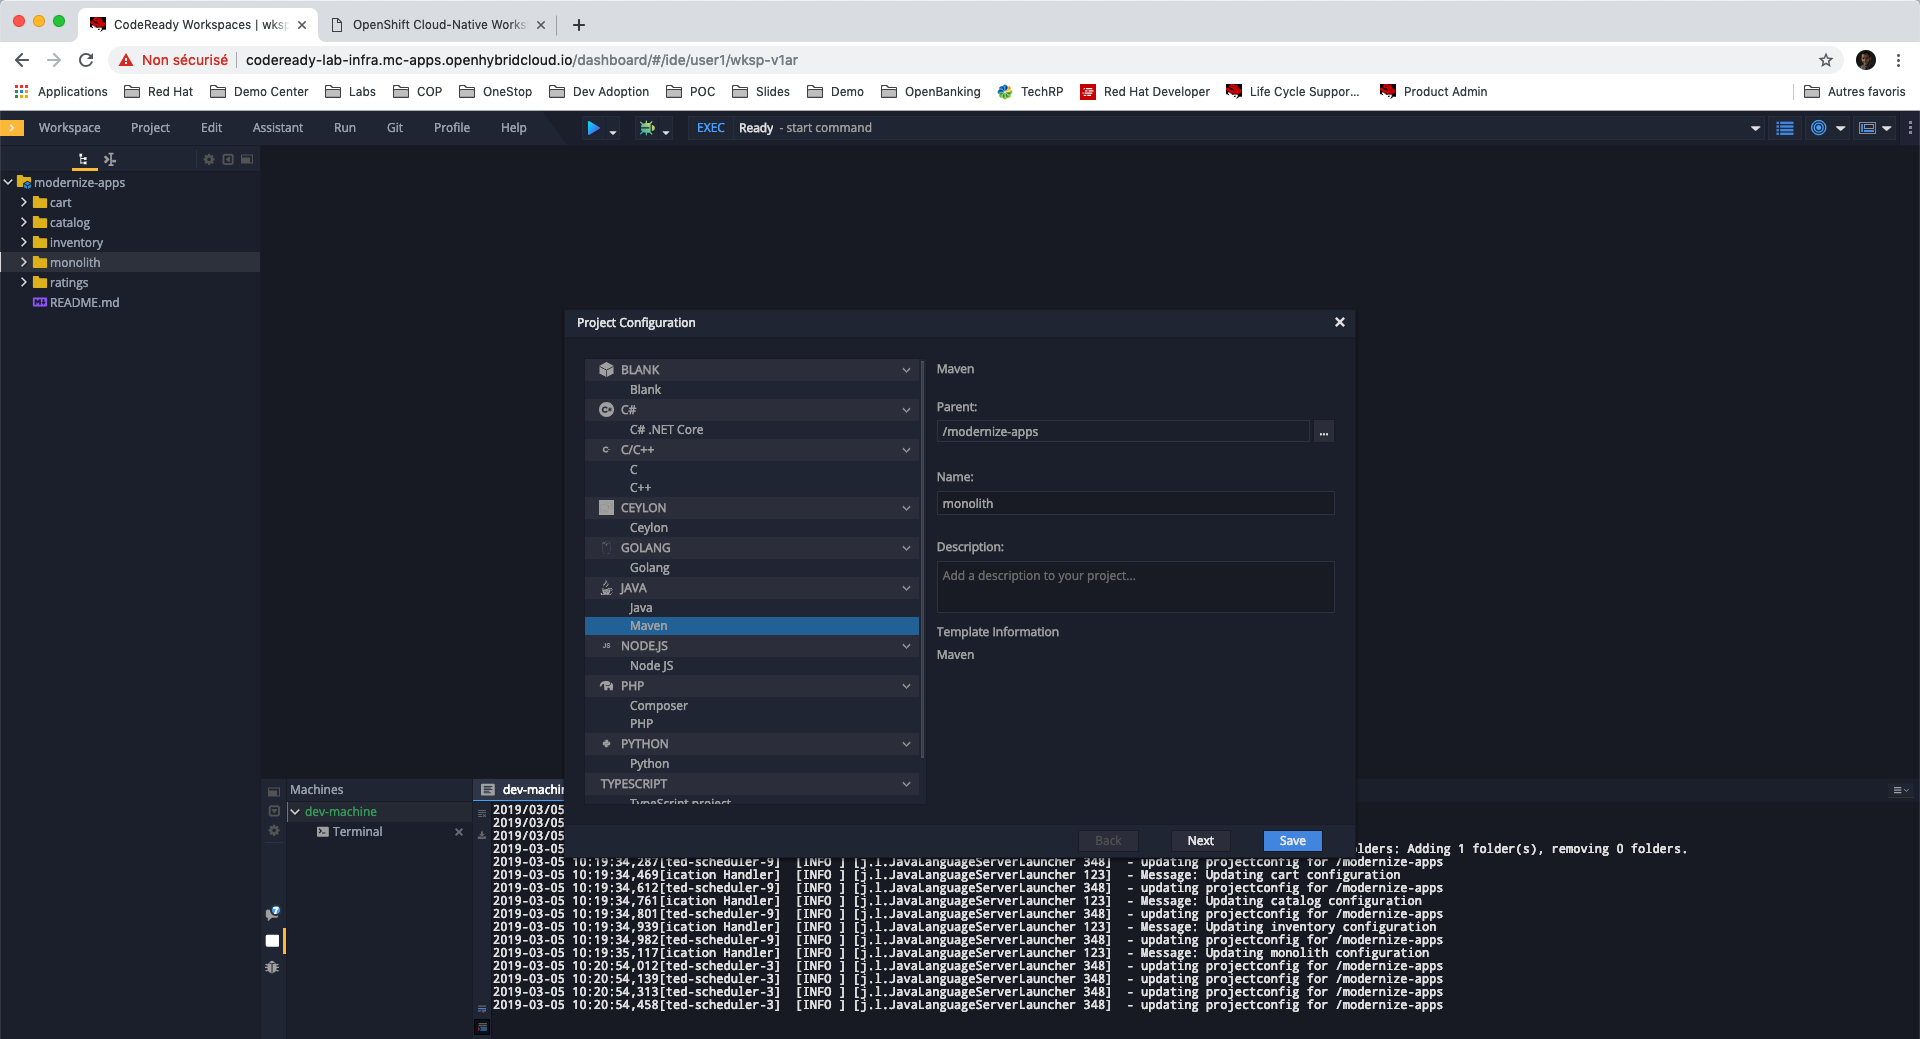 CodeReady Workspaces | wksp
OpenShift Cloud-Native Works
Non sécurisé
codeready-lab-infra.mc-apps.openhybridcloud.io/dashboard/#/ide/user1/wksp-v1ar
Applications Red Hat Demo Center Labs COP OneStop Dev Adoption POC Slides Demo OpenBanking TechRP Red Hat Developer Life Cycle Suppor... Product Admin Autres favoris
Workspace Project Edit Assistant Run Git Profile Help EXEC Ready - start command
modernize-apps
cart
catalog
inventory
monolith
ratings
README.md
Project Configuration
BLANK
Blank
C#
C# .NET Core
C/C++
C
C++
CEYLON
Ceylon
GOLANG
Golang
JAVA
Java
Maven
NODE.JS
Node JS
PHP
Composer
PHP
PYTHON
Python
TYPESCRIPT
TypeScript project
Maven
Parent:
/modernize-apps
...
Name:
monolith
Description:
Add a description to your project...
Template Information
Maven
Back Next Save
Machines
dev-machine
Terminal
dev-machin
2019/03/05
2019/03/05
2019/03/05
2019-03-05 olders: Adding 1 folder(s), removing 0 folders.
2019-03-05 10:19:34,287[ted-scheduler-9] [INFO ] [j.l.JavaLanguageServerLauncher 348] - updating projectconfig for /modernize-apps
2019-03-05 10:19:34,469[ication Handler] [INFO ] [j.l.JavaLanguageServerLauncher 123] - Message: Updating cart configuration
2019-03-05 10:19:34,612[ted-scheduler-9] [INFO ] [j.l.JavaLanguageServerLauncher 348] - updating projectconfig for /modernize-apps
2019-03-05 10:19:34,761[ication Handler] [INFO ] [j.l.JavaLanguageServerLauncher 123] - Message: Updating catalog configuration
2019-03-05 10:19:34,801[ted-scheduler-9] [INFO ] [j.l.JavaLanguageServerLauncher 348] - updating projectconfig for /modernize-apps
2019-03-05 10:19:34,939[ication Handler] [INFO ] [j.l.JavaLanguageServerLauncher 123] - Message: Updating inventory configuration
2019-03-05 10:19:34,982[ted-scheduler-9] [INFO ] [j.l.JavaLanguageServerLauncher 348] - updating projectconfig for /modernize-apps
2019-03-05 10:19:35,117[ication Handler] [INFO ] [j.l.JavaLanguageServerLauncher 123] - Message: Updating monolith configuration
2019-03-05 10:20:54,012[ted-scheduler-3] [INFO ] [j.l.JavaLanguageServerLauncher 348] - updating projectconfig for /modernize-apps
2019-03-05 10:20:54,139[ted-scheduler-3] [INFO ] [j.l.JavaLanguageServerLauncher 348] - updating projectconfig for /modernize-apps
2019-03-05 10:20:54,313[ted-scheduler-3] [INFO ] [j.l.JavaLanguageServerLauncher 348] - updating projectconfig for /modernize-apps
2019-03-05 10:20:54,458[ted-scheduler-3] [INFO ] [j.l.JavaLanguageServerLauncher 348] - updating projectconfig for /modernize-apps